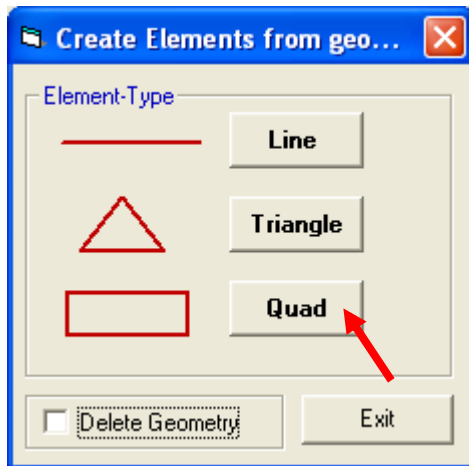 Create Elements from geo...
Element-Type
Line
Triangle
Quad
Delete Geometry
Exit